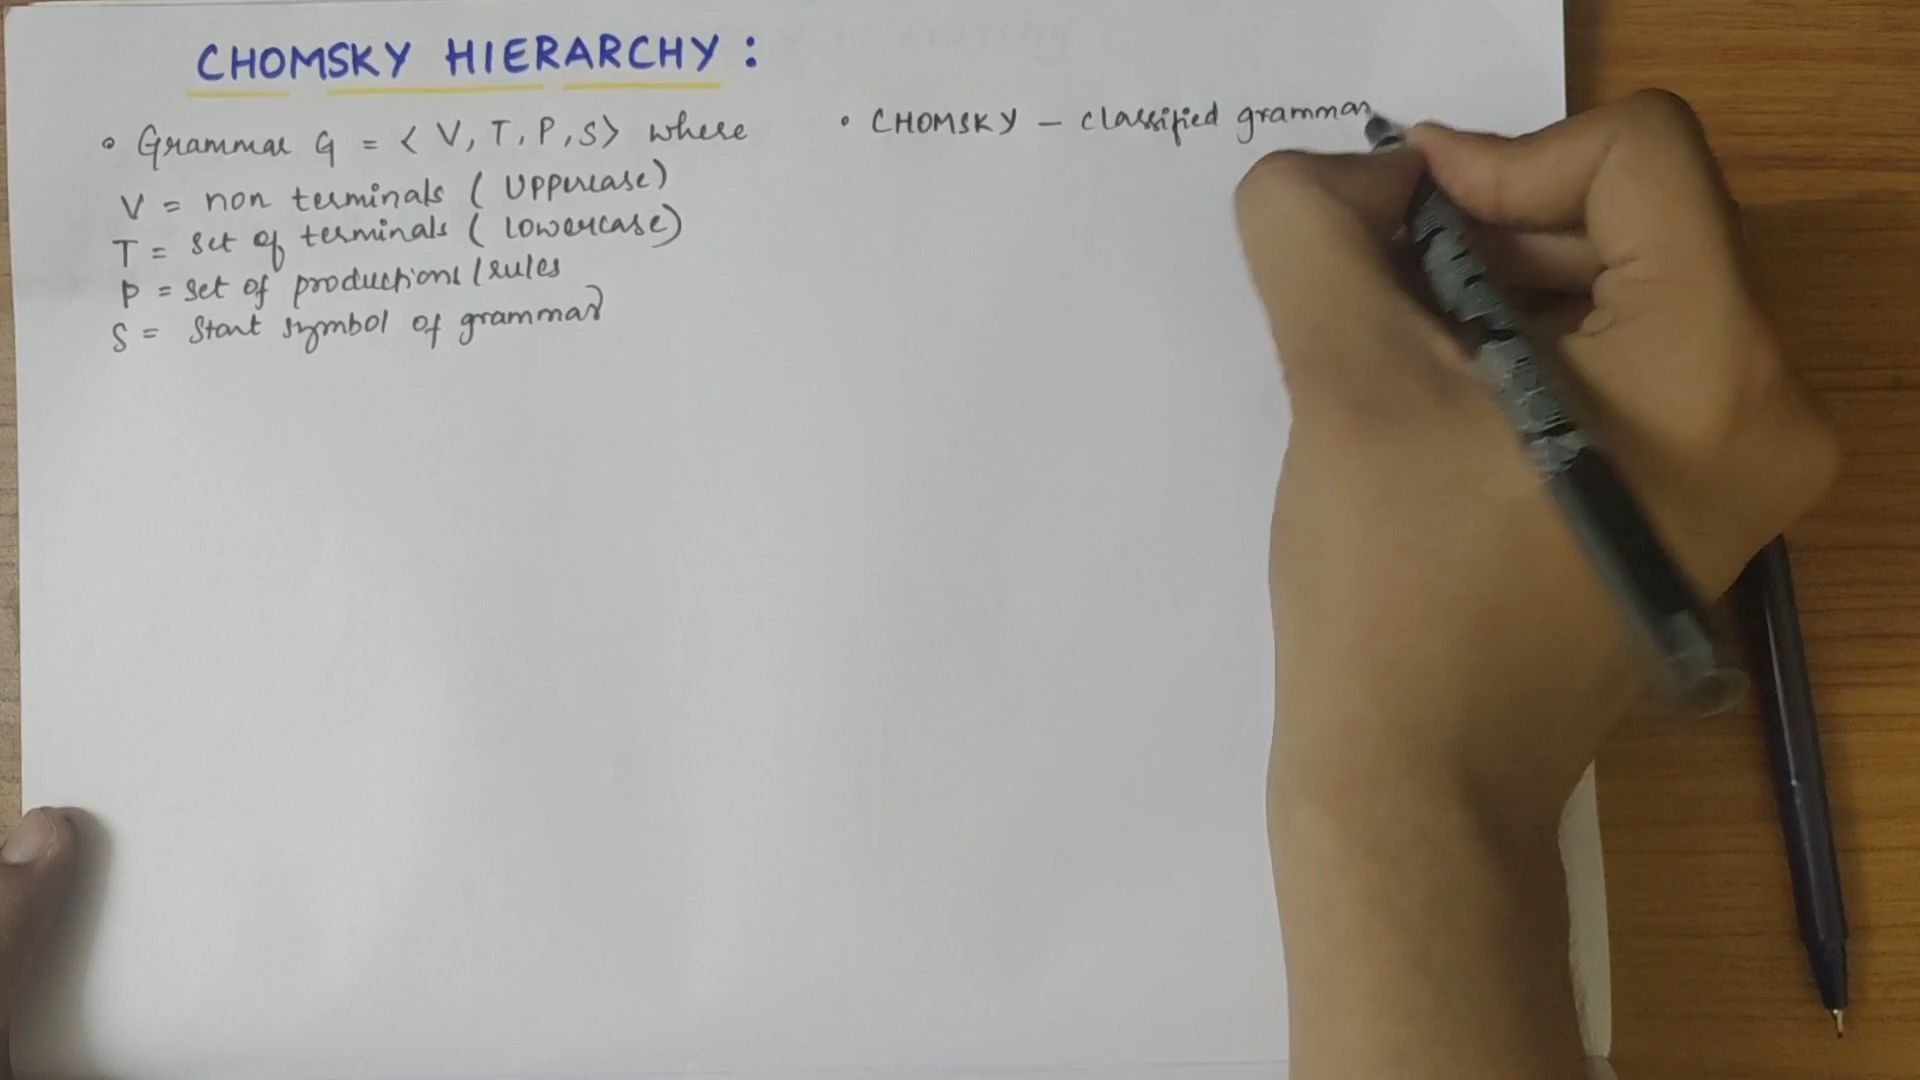 CHOMSKY HIERARCHY :
• Grammar G = < V, T, P, S> where
V = non terminals ( Uppercase)
T = set of terminals ( lowercase)
P = set of productions / rules
S = Start symbol of grammar
• CHOMSKY – classified grammar